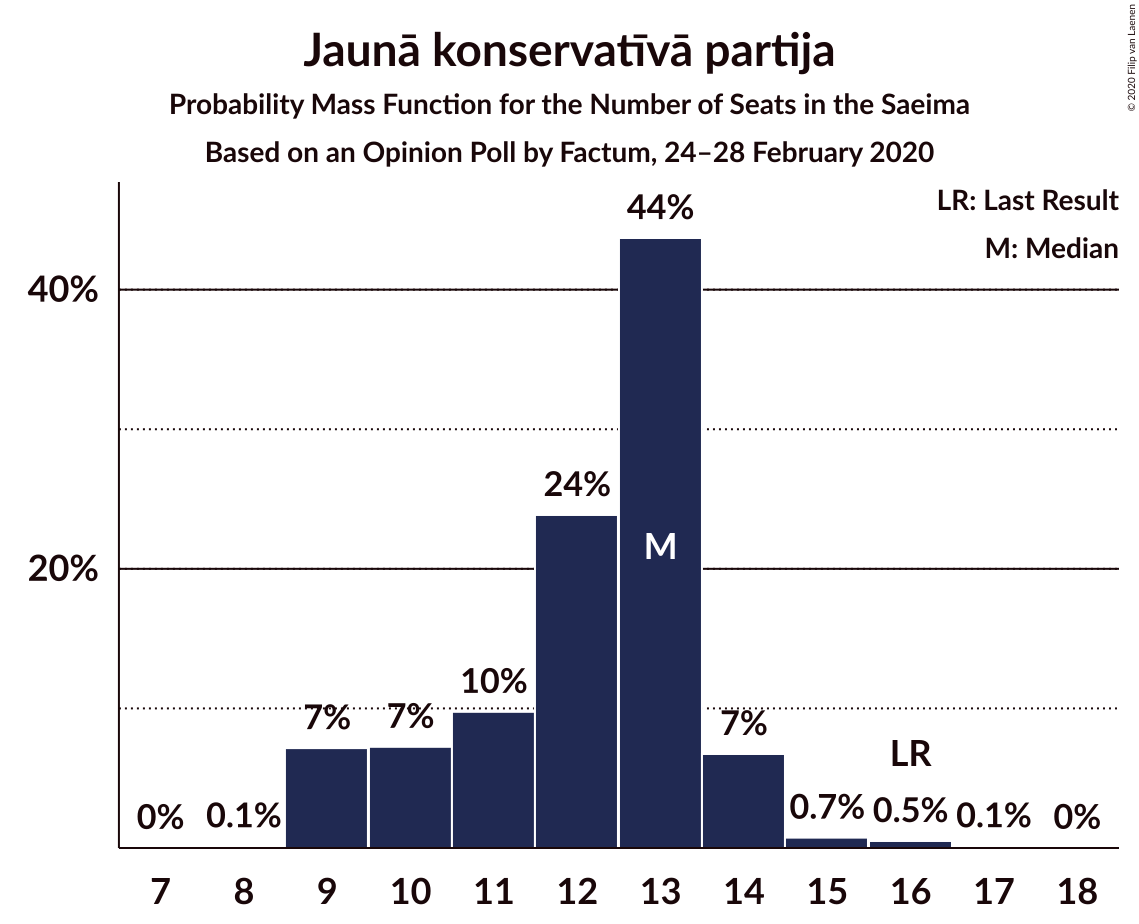 Jaunā konservatīvā partija
Probability Mass Function for the Number of Seats in the Saeima
Based on an Opinion Poll by Factum, 24–28 February 2020
© 2020 Filip van Laenen
LR: Last Result
M: Median
40%
20%
0%
0.1%
7%
7%
10%
24%
44%
M
7%
0.7%
LR
0.5%
0.1%
0%
7 8 9 10 11 12 13 14 15 16 17 18